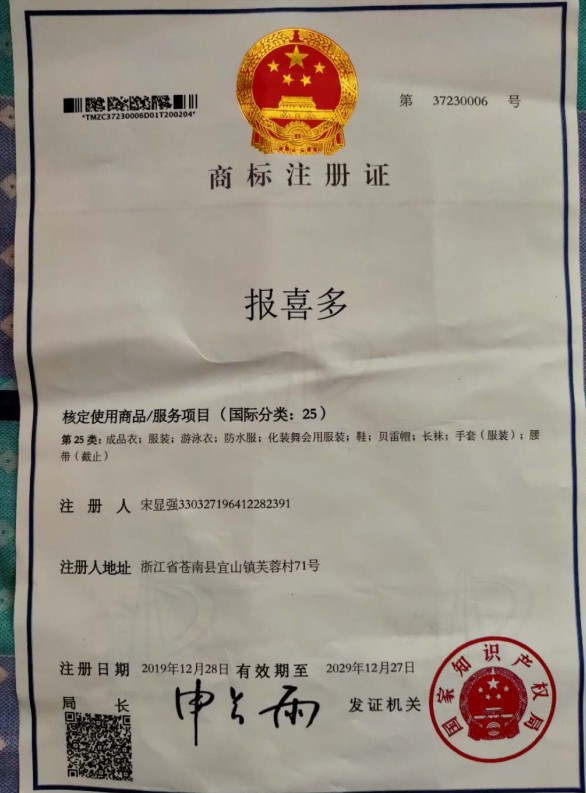 第 37230006 号
*TMZC37230006D01T200204*
商标注册证
报喜多
核定使用商品/服务项目（国际分类：25）
第25类：成品衣；服装；游泳衣；防水服；化装舞会用服装；鞋；贝雷帽；长袜；手套（服装）；腰
带（截止）
注 册 人 宋显强330327196412282391
注册人地址 浙江省苍南县宜山镇芙蓉村71号
注册日期 2019年12月28日 有效期至 2029年12月27日
局 长 申长雨 发证机关
国家知识产权局